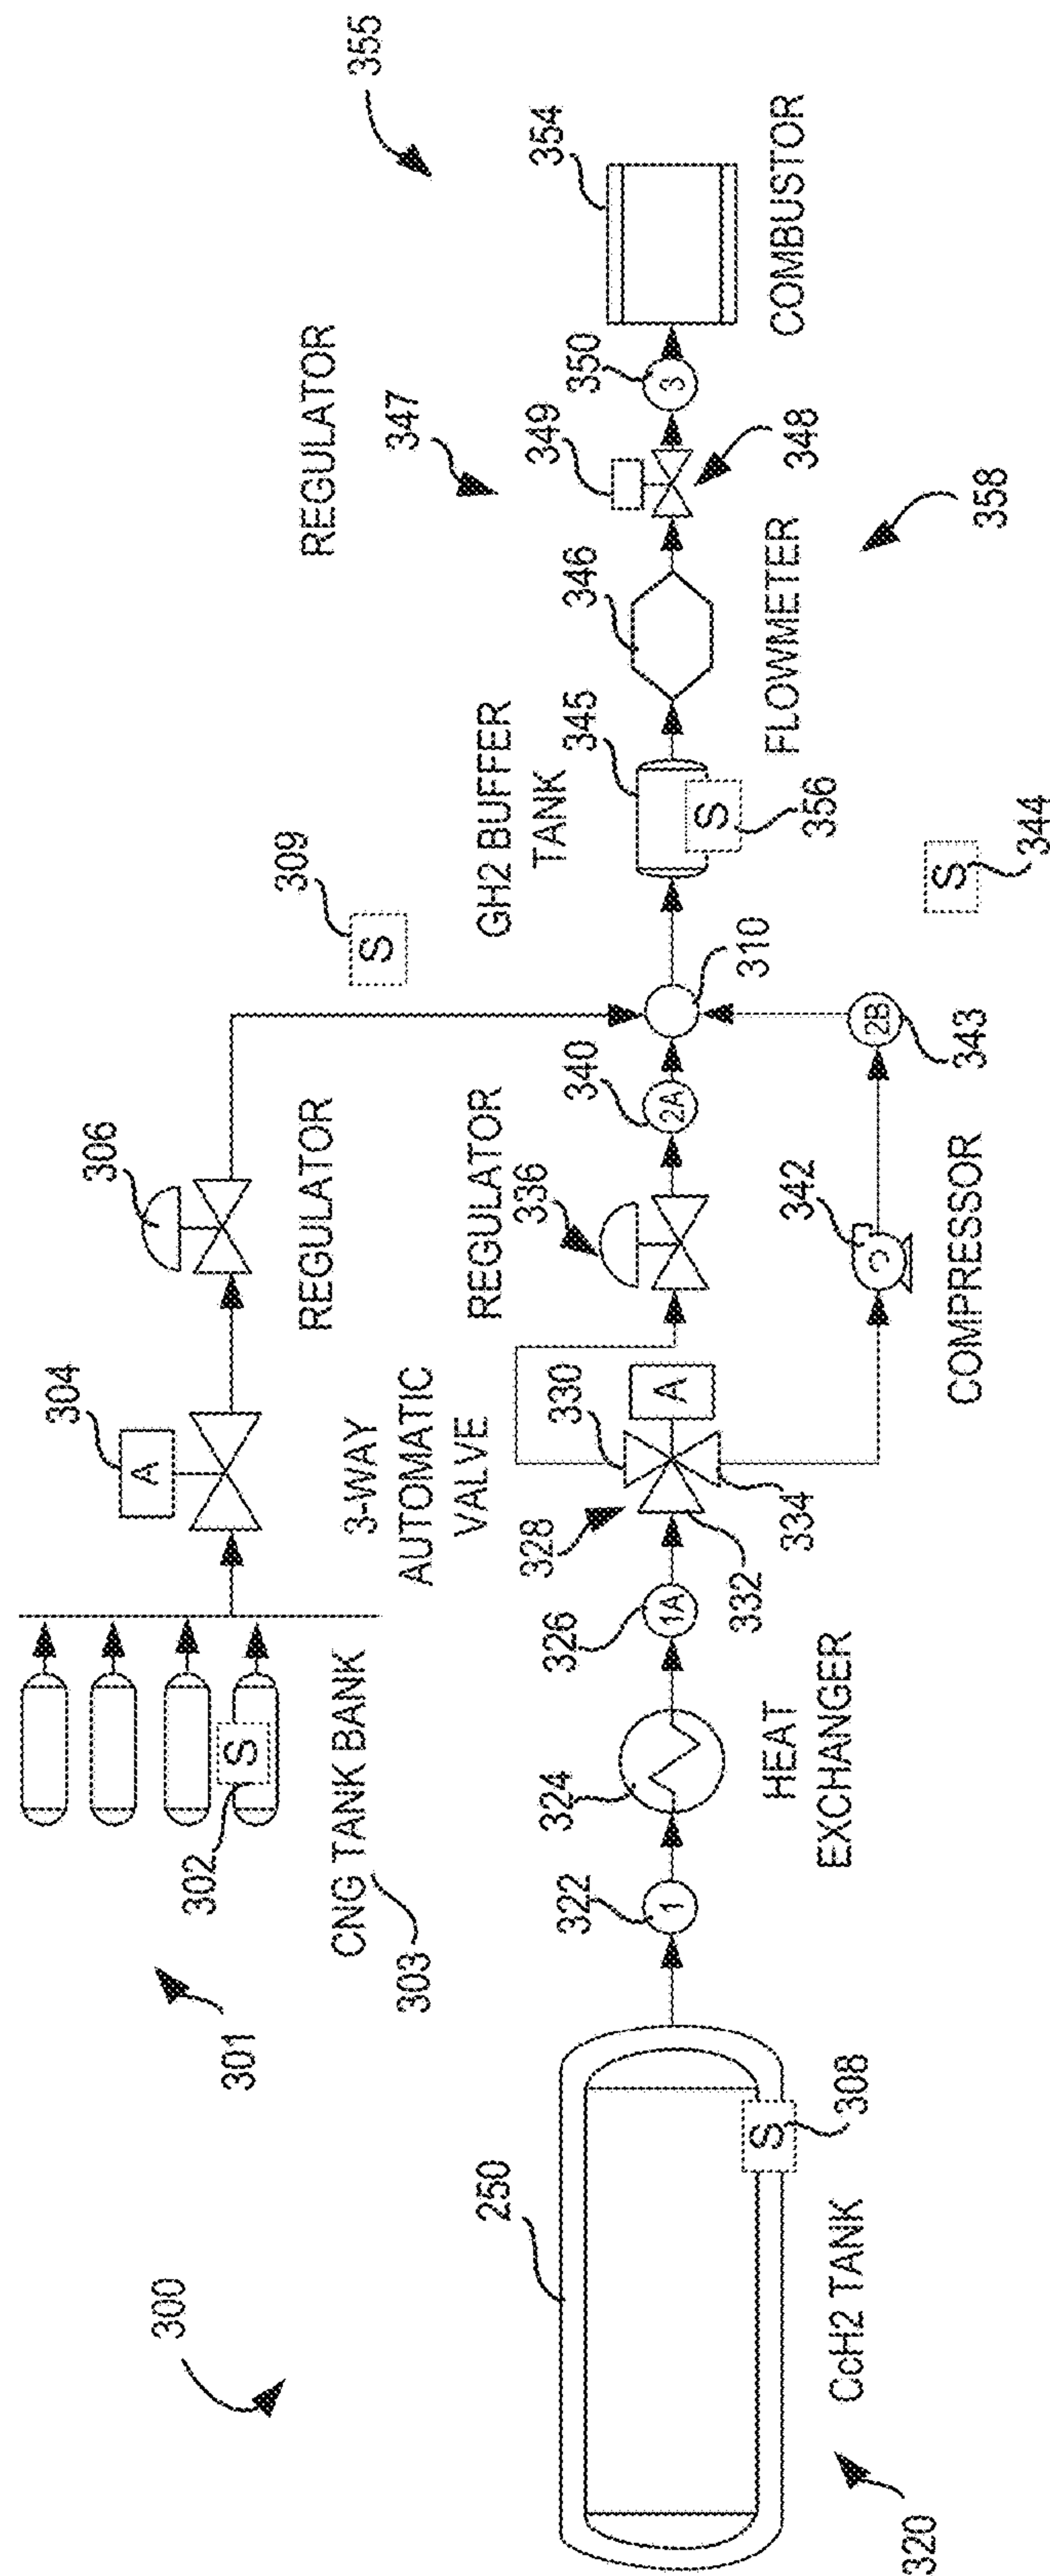 300
301
302
S
CNG TANK BANK
303
304
A
306
REGULATOR
309
S
3-WAY
AUTOMATIC
VALVE
REGULATOR
336
GH2 BUFFER
TANK
345
346
FLOWMETER
REGULATOR
347
349
348
350
3
354
COMBUSTOR
355
358
250
S
308
CcH2 TANK
320
322
1
324
HEAT
EXCHANGER
326
1A
328
330
A
332
334
340
2A
310
S
356
342
COMPRESSOR
2B
343
S
344